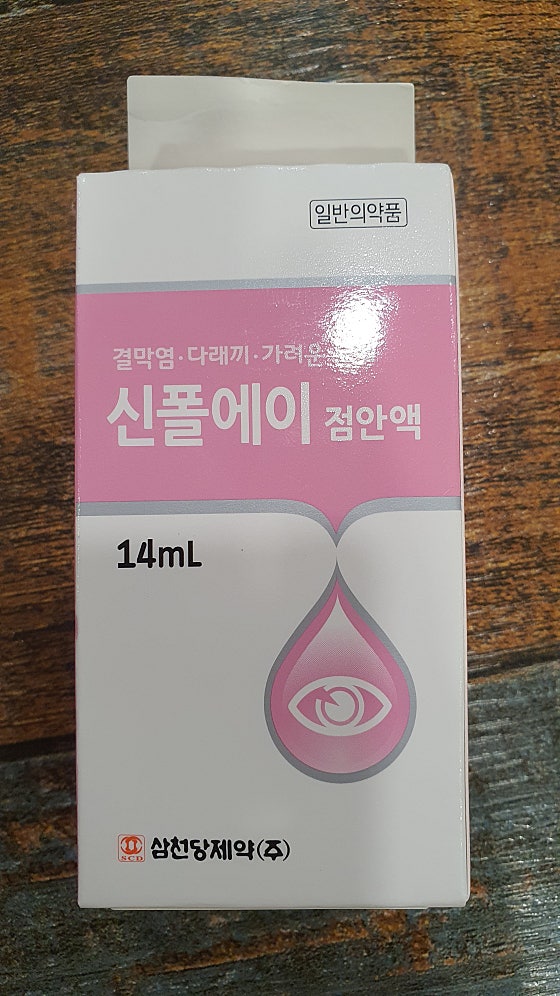 일반의약품
결막염·다래끼·가려운
신폴에이 점안액
14mL
SCD 삼천당제약(주)